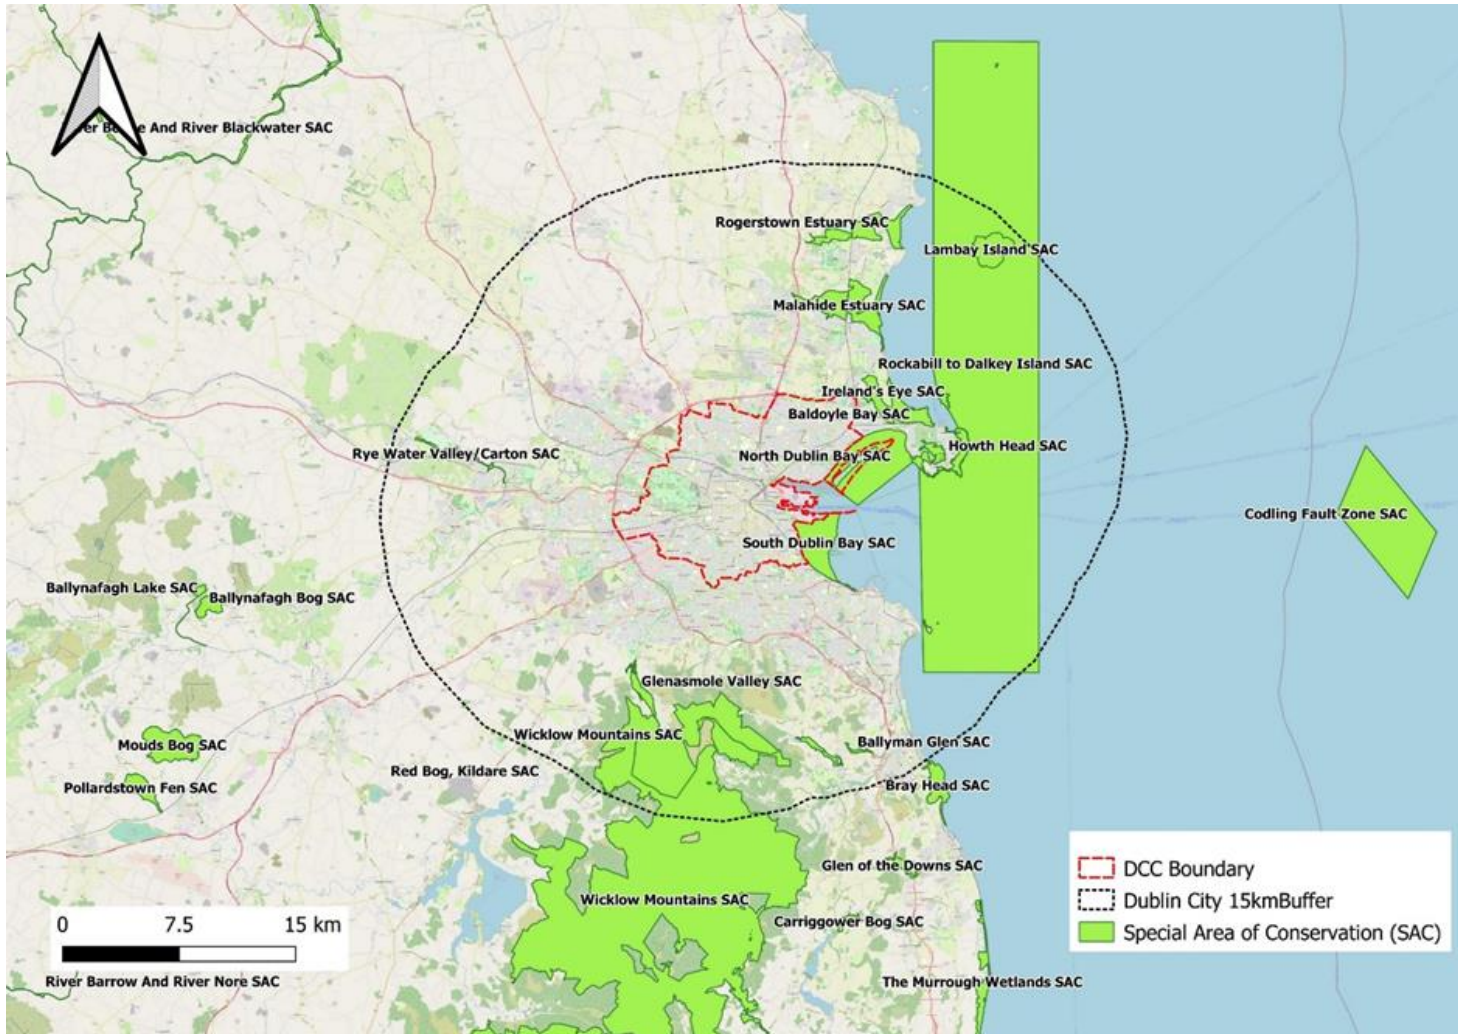 And River Blackwater SAC
Rogerstown Estuary SAC
Lambay Island SAC
Malahide Estuary SAC
Rockabill to Dalkey Island SAC
Ireland's Eye SAC
Baldoyle Bay SAC
Howth Head SAC
Rye Water Valley/Carton SAC
North Dublin Bay SAC
Codling Fault Zone SAC
South Dublin Bay SAC
Ballynafagh Lake SAC
Ballynafagh Bog SAC
Glenasmole Valley SAC
Wicklow Mountains SAC
Ballyman Glen SAC
Mouds Bog SAC
Red Bog, Kildare SAC
Pollardstown Fen SAC
Bray Head SAC
Glen of the Downs SAC
Wicklow Mountains SAC
Carriggower Bog SAC
The Murrough Wetlands SAC
River Barrow And River Nore SAC
0 7.5 15 km
DCC Boundary
Dublin City 15kmBuffer
Special Area of Conservation (SAC)